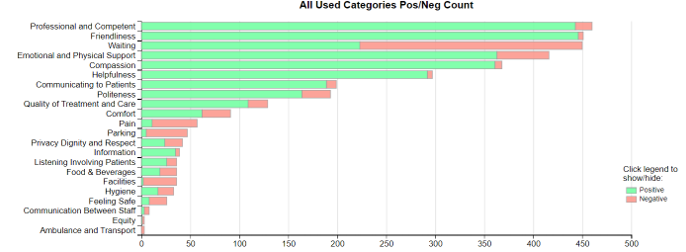 All Used Categories Pos/Neg Count
Professional and Competent
Friendliness
Waiting
Emotional and Physical Support
Compassion
Helpfulness
Communicating to Patients
Politeness
Quality of Treatment and Care
Comfort
Pain
Parking
Privacy Dignity and Respect
Information
Listening Involving Patients
Food & Beverages
Facilities
Hygiene
Feeling Safe
Communication Between Staff
Equity
Ambulance and Transport
0 50 100 150 200 250 300 350 400 450 500
Click legend to
show/hide:
Positive
Negative